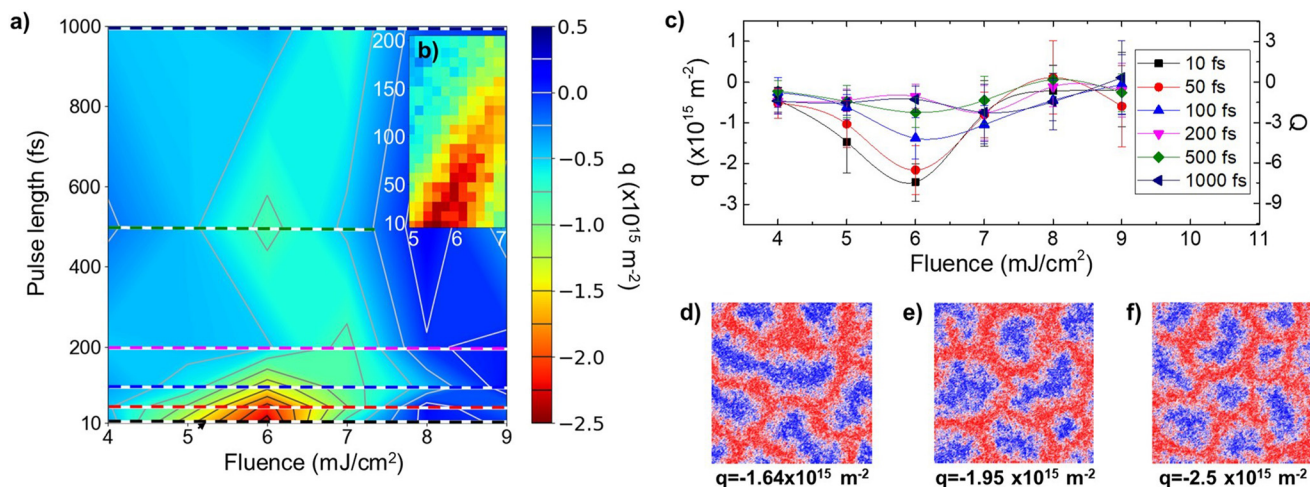 a)
1000
800
600
400
200
10
Pulse length (fs)
4
5
6
7
8
9
Fluence (mJ/cm²)
b)
200
150
100
50
10
5
6
7
0.5
0.0
−0.5
−1.0
−1.5
−2.0
−2.5
q (x10¹⁵ m⁻²)
c)
1
0
-1
-2
-3
q (x10¹⁵ m⁻²)
3
0
-3
-6
-9
Q
10 fs
50 fs
100 fs
200 fs
500 fs
1000 fs
4
5
6
7
8
9
10
11
Fluence (mJ/cm²)
d)
e)
f)
q=-1.64x10¹⁵ m⁻²
q=-1.95 x10¹⁵ m⁻²
q=-2.5 x10¹⁵ m⁻²